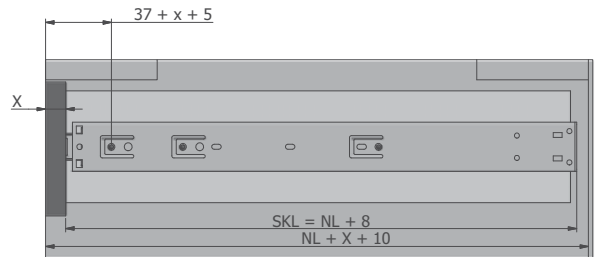 37 + x + 5
X
SKL = NL + 8
NL + X + 10